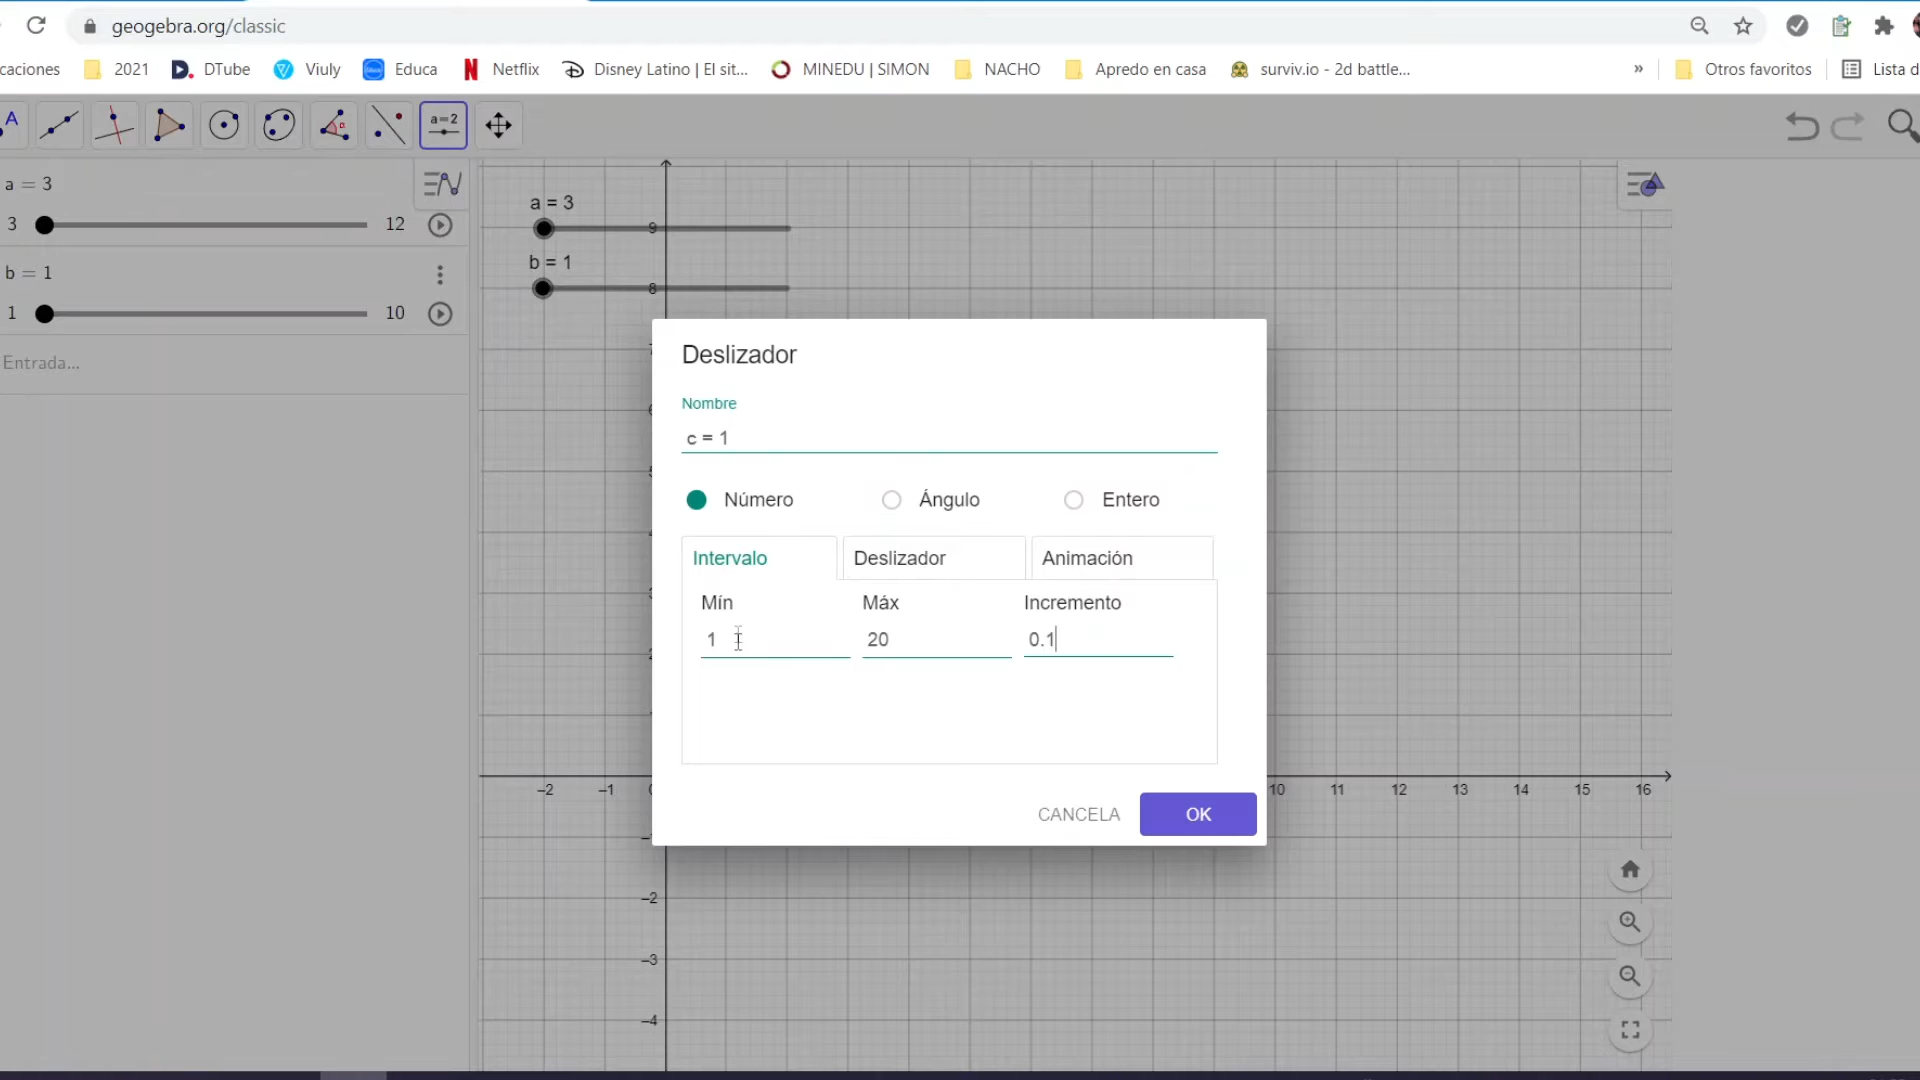 geogebra.org/classic
caciones 2021 DTube Viuly Educa Netflix Disney Latino | El sit... MINEDU | SIMON NACHO Apredo en casa surviv.io - 2d battle... » Otros favoritos Lista d
A a=2
a = 3
3 12
b = 1
1 10
Entrada...
a = 3
9
b = 1
8
Deslizador
Nombre
c = 1
Número Ángulo Entero
Intervalo Deslizador Animación
Mín Máx Incremento
1 20 0.1
CANCELA OK
–2 –1 10 11 12 13 14 15 16
–2
–3
–4